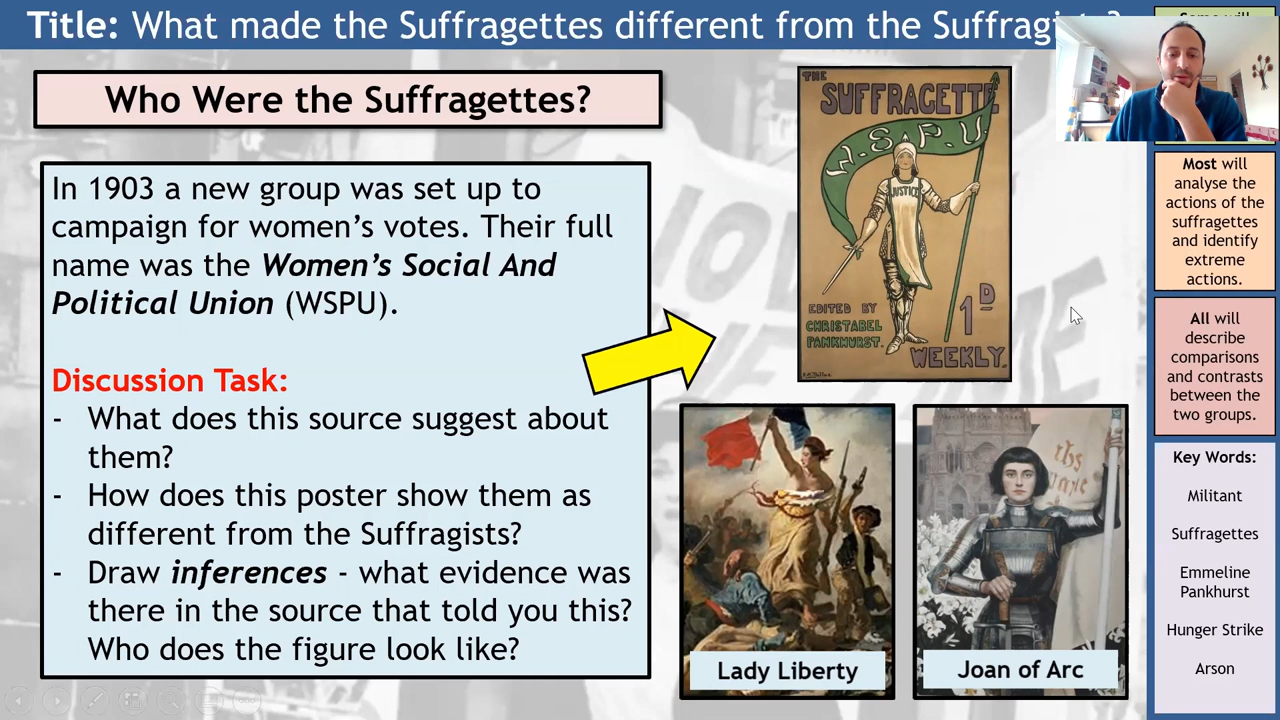 Title: What made the Suffragettes different from the
Who Were the Suffragettes?
In 1903 a new group was set up to
campaign for women’s votes. Their full
name was the Women’s Social And
Political Union (WSPU).
Discussion Task:
- What does this source suggest about
them?
- How does this poster show them as
different from the Suffragists?
- Draw inferences - what evidence was
there in the source that told you this?
Who does the figure look like?
THE
SUFFRAGETTE
W.S.P.U.
JUSTICE
EDITED BY
CHRISTABEL
PANKHURST.
1D
WEEKLY.
Lady Liberty
Joan of Arc
Most will
analyse the
actions of the
suffragettes
and identify
extreme
actions.
All will
describe
comparisons
and contrasts
between the
two groups.
Key Words:
Militant
Suffragettes
Emmeline
Pankhurst
Hunger Strike
Arson